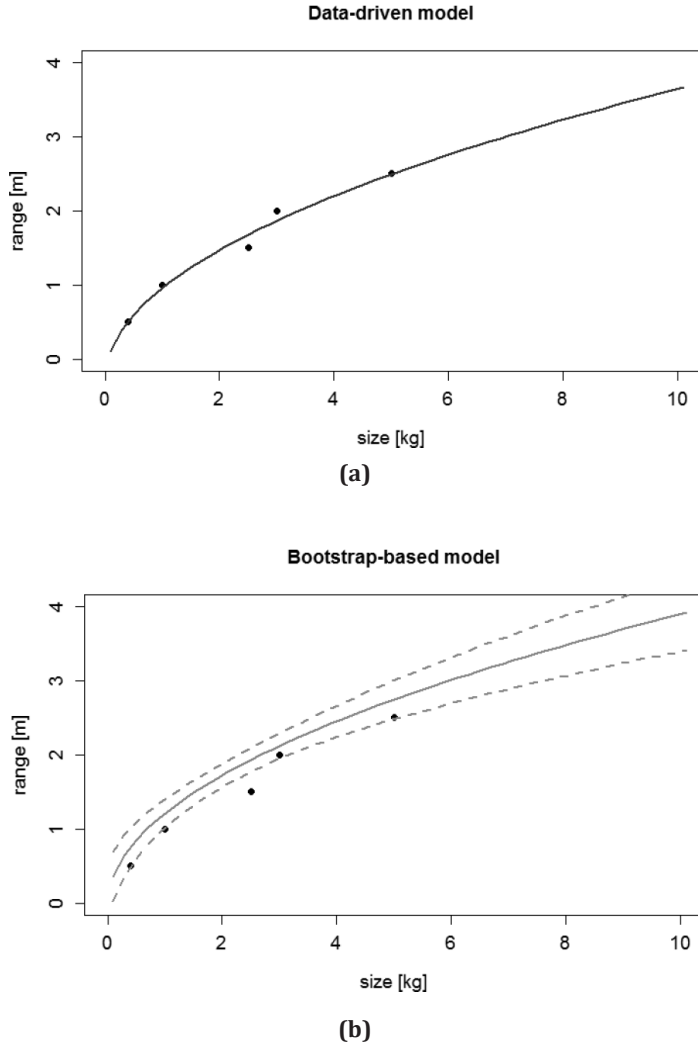 Data-driven model
4
3
2
1
0
range [m]
0 2 4 6 8 10
size [kg]
(a)
Bootstrap-based model
4
3
2
1
0
range [m]
0 2 4 6 8 10
size [kg]
(b)